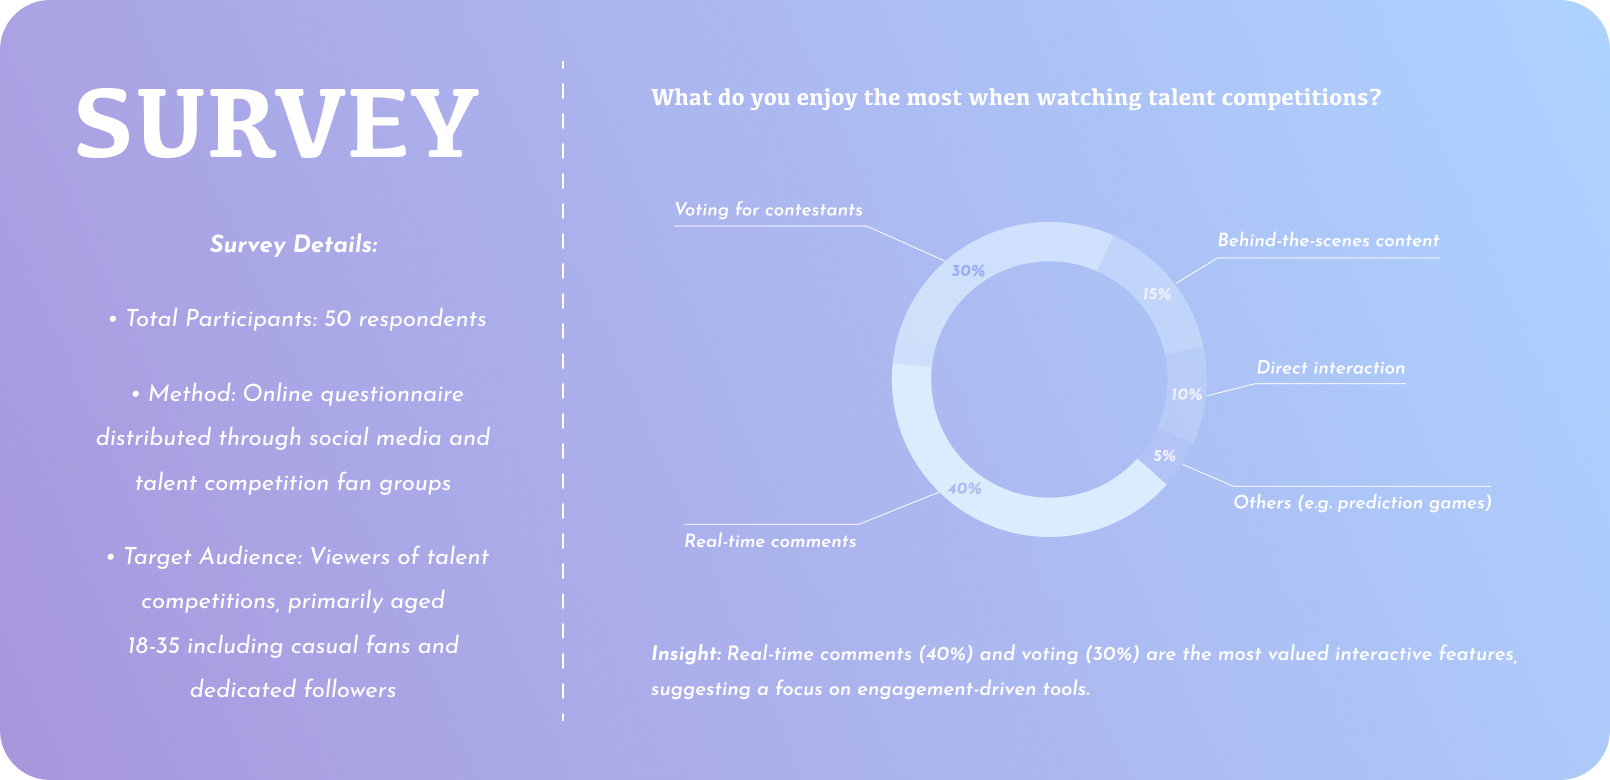 SURVEY
Survey Details:
• Total Participants: 50 respondents
• Method: Online questionnaire
distributed through social media and
talent competition fan groups
• Target Audience: Viewers of talent
competitions, primarily aged
18-35 including casual fans and
dedicated followers
What do you enjoy the most when watching talent competitions?
Voting for contestants
30%
Behind-the-scenes content
15%
Direct interaction
10%
5%
Others (e.g. prediction games)
40%
Real-time comments
Insight: Real-time comments (40%) and voting (30%) are the most valued interactive features,
suggesting a focus on engagement-driven tools.